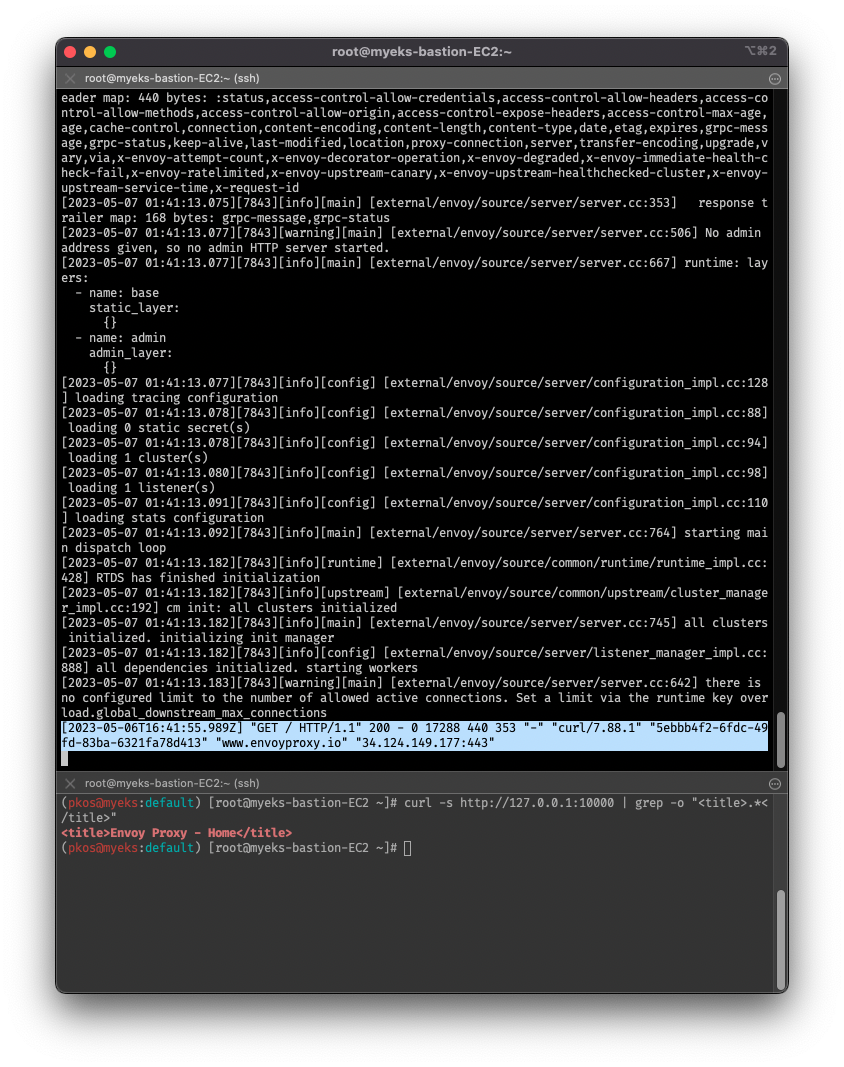 root@myeks-bastion-EC2:~
⌥⌘2
root@myeks-bastion-EC2:~ (ssh)
eader map: 440 bytes: :status,access-control-allow-credentials,access-control-allow-headers,access-co
ntrol-allow-methods,access-control-allow-origin,access-control-expose-headers,access-control-max-age,
age,cache-control,connection,content-encoding,content-length,content-type,date,etag,expires,grpc-mess
age,grpc-status,keep-alive,last-modified,location,proxy-connection,server,transfer-encoding,upgrade,v
ary,via,x-envoy-attempt-count,x-envoy-decorator-operation,x-envoy-degraded,x-envoy-immediate-health-c
heck-fail,x-envoy-ratelimited,x-envoy-upstream-canary,x-envoy-upstream-healthchecked-cluster,x-envoy-
upstream-service-time,x-request-id
[2023-05-07 01:41:13.075][7843][info][main] [external/envoy/source/server/server.cc:353]   response t
railer map: 168 bytes: grpc-message,grpc-status
[2023-05-07 01:41:13.077][7843][warning][main] [external/envoy/source/server/server.cc:506] No admin
address given, so no admin HTTP server started.
[2023-05-07 01:41:13.077][7843][info][main] [external/envoy/source/server/server.cc:667] runtime: lay
ers:
  - name: base
    static_layer:
      {}
  - name: admin
    admin_layer:
      {}
[2023-05-07 01:41:13.077][7843][info][config] [external/envoy/source/server/configuration_impl.cc:128
] loading tracing configuration
[2023-05-07 01:41:13.078][7843][info][config] [external/envoy/source/server/configuration_impl.cc:88]
 loading 0 static secret(s)
[2023-05-07 01:41:13.078][7843][info][config] [external/envoy/source/server/configuration_impl.cc:94]
 loading 1 cluster(s)
[2023-05-07 01:41:13.080][7843][info][config] [external/envoy/source/server/configuration_impl.cc:98]
 loading 1 listener(s)
[2023-05-07 01:41:13.091][7843][info][config] [external/envoy/source/server/configuration_impl.cc:110
] loading stats configuration
[2023-05-07 01:41:13.092][7843][info][main] [external/envoy/source/server/server.cc:764] starting mai
n dispatch loop
[2023-05-07 01:41:13.182][7843][info][runtime] [external/envoy/source/common/runtime/runtime_impl.cc:
428] RTDS has finished initialization
[2023-05-07 01:41:13.182][7843][info][upstream] [external/envoy/source/common/upstream/cluster_manage
r_impl.cc:192] cm init: all clusters initialized
[2023-05-07 01:41:13.182][7843][info][main] [external/envoy/source/server/server.cc:745] all clusters
 initialized. initializing init manager
[2023-05-07 01:41:13.182][7843][info][config] [external/envoy/source/server/listener_manager_impl.cc:
888] all dependencies initialized. starting workers
[2023-05-07 01:41:13.183][7843][warning][main] [external/envoy/source/server/server.cc:642] there is
no configured limit to the number of allowed active connections. Set a limit via the runtime key over
load.global_downstream_max_connections
[2023-05-06T16:41:55.989Z] "GET / HTTP/1.1" 200 - 0 17288 440 353 "-" "curl/7.88.1" "5ebbb4f2-6fdc-49
fd-83ba-6321fa78d413" "www.envoyproxy.io" "34.124.149.177:443"
root@myeks-bastion-EC2:~ (ssh)
(pkos@myeks:default) [root@myeks-bastion-EC2 ~]# curl -s http://127.0.0.1:10000 | grep -o "<title>.*<
/title>"
<title>Envoy Proxy - Home</title>
(pkos@myeks:default) [root@myeks-bastion-EC2 ~]#